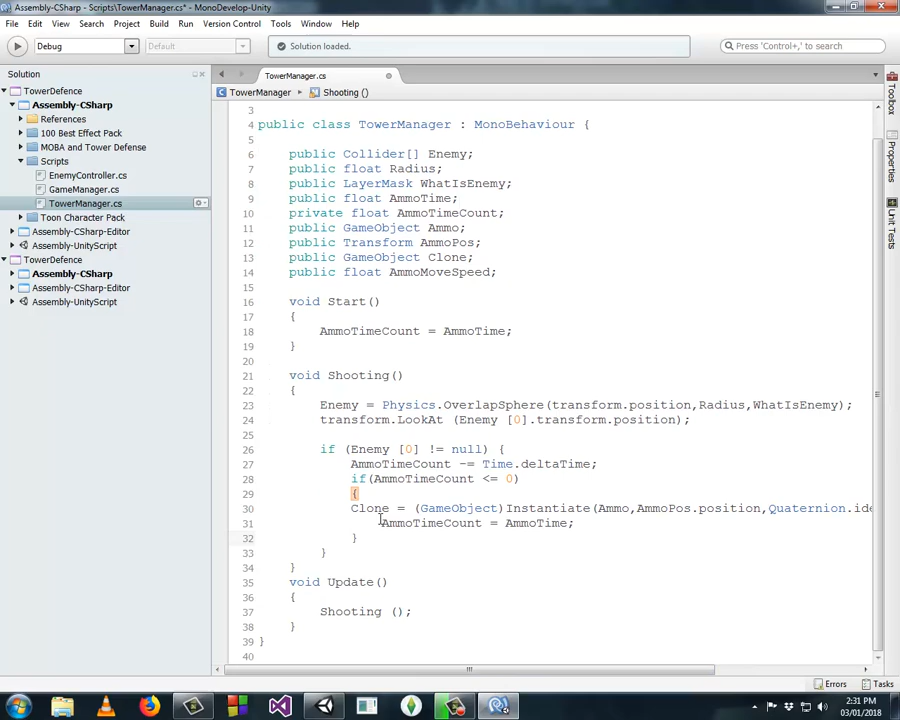 Assembly-CSharp - Scripts\TowerManager.cs* - MonoDevelop-Unity
File Edit View Search Project Build Run Version Control Tools Window Help
Debug Default Solution loaded. Press 'Control+,' to search
Solution
TowerDefence
Assembly-CSharp
References
100 Best Effect Pack
MOBA and Tower Defense
Scripts
EnemyController.cs
GameManager.cs
TowerManager.cs
Toon Character Pack
Assembly-CSharp-Editor
Assembly-UnityScript
TowerDefence
Assembly-CSharp
Assembly-CSharp-Editor
Assembly-UnityScript
TowerManager.cs
TowerManager Shooting ()
3
4 public class TowerManager : MonoBehaviour {
5
6 public Collider[] Enemy;
7 public float Radius;
8 public LayerMask WhatIsEnemy;
9 public float AmmoTime;
10 private float AmmoTimeCount;
11 public GameObject Ammo;
12 public Transform AmmoPos;
13 public GameObject Clone;
14 public float AmmoMoveSpeed;
15
16 void Start()
17 {
18 AmmoTimeCount = AmmoTime;
19 }
20
21 void Shooting()
22 {
23 Enemy = Physics.OverlapSphere(transform.position,Radius,WhatIsEnemy);
24 transform.LookAt (Enemy [0].transform.position);
25
26 if (Enemy [0] != null) {
27 AmmoTimeCount -= Time.deltaTime;
28 if(AmmoTimeCount <= 0)
29 {
30 Clone = (GameObject)Instantiate(Ammo,AmmoPos.position,Quaternion.ide
31 AmmoTimeCount = AmmoTime;
32 }
33 }
34 }
35 void Update()
36 {
37 Shooting ();
38 }
39 }
40
Toolbox
Properties
Unit Tests
Errors Tasks
2:31 PM
03/01/2018